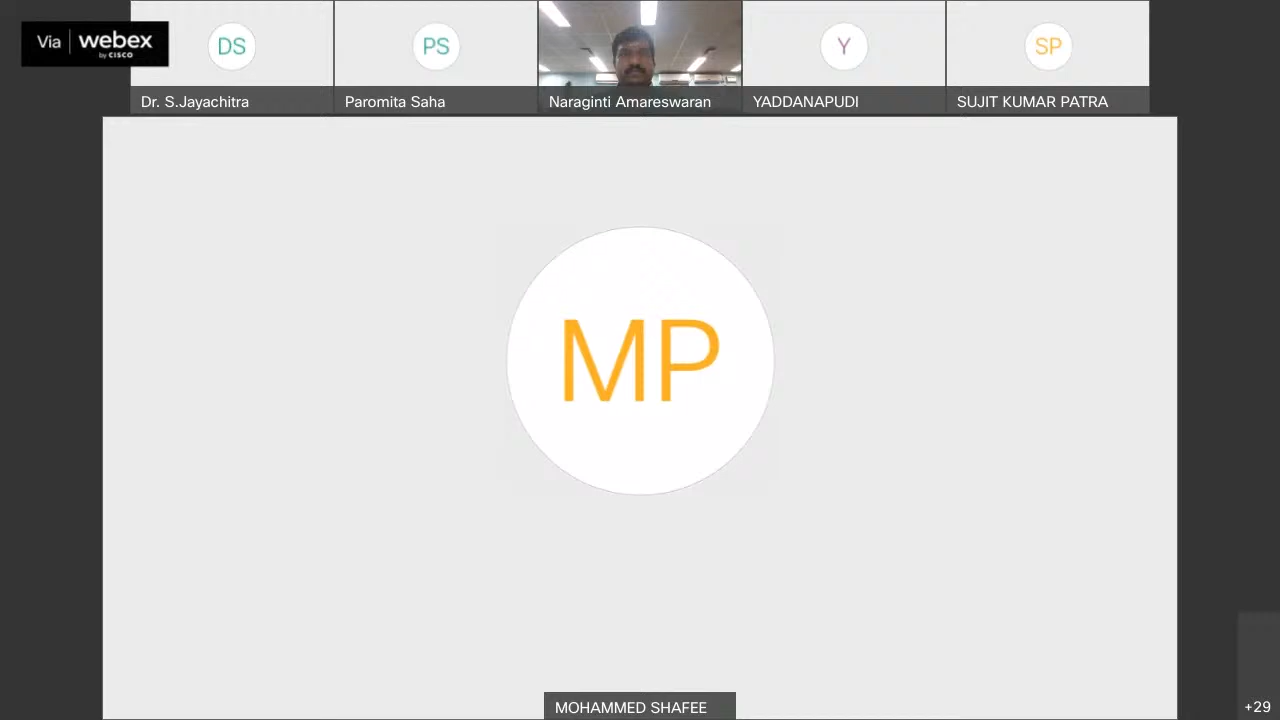 Via webex
by CISCO
DS
Dr. S.Jayachitra
PS
Paromita Saha
Naraginti Amareswaran
Y
YADDANAPUDI
SP
SUJIT KUMAR PATRA
MP
MOHAMMED SHAFEE
+29